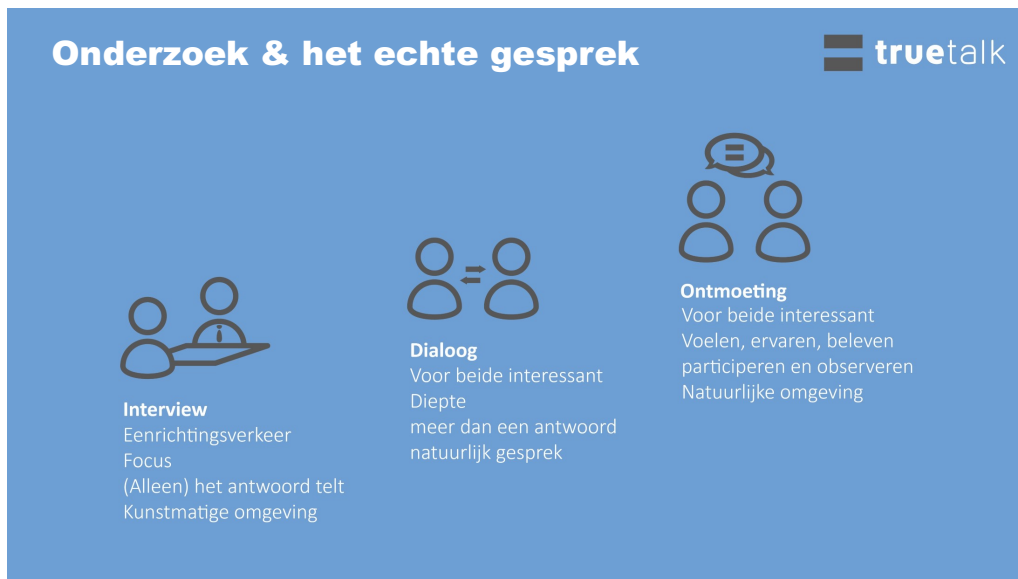 Onderzoek & het echte gesprek
truetalk
Interview
Eenrichtingsverkeer
Focus
(Alleen) het antwoord telt
Kunstmatige omgeving
Dialoog
Voor beide interessant
Diepte
meer dan een antwoord
natuurlijk gesprek
Ontmoeting
Voor beide interessant
Voelen, ervaren, beleven
participeren en observeren
Natuurlijke omgeving